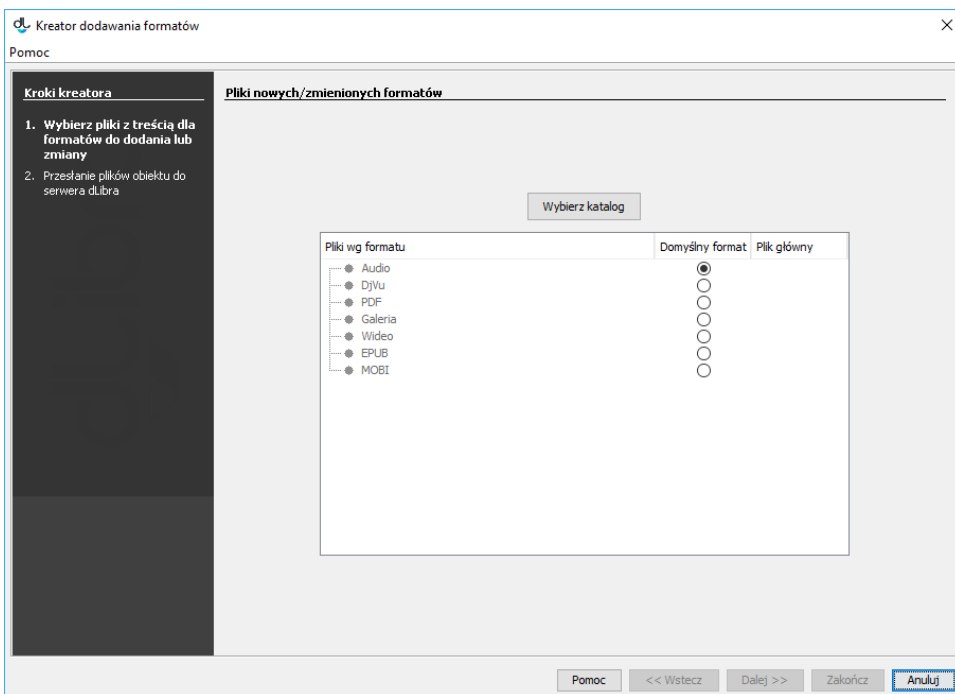 Kreator dodawania formatów
Pomoc
Kroki kreatora
1. Wybierz pliki z treścią dla
formatów do dodania lub
zmiany
2. Przesłanie plików obiektu do
serwera dLibra
Pliki nowych/zmienionych formatów
Wybierz katalog
Pliki wg formatu Domyślny format Plik główny
Audio
DjVu
PDF
Galeria
Wideo
EPUB
MOBI
Pomoc << Wstecz Dalej >> Zakończ Anuluj